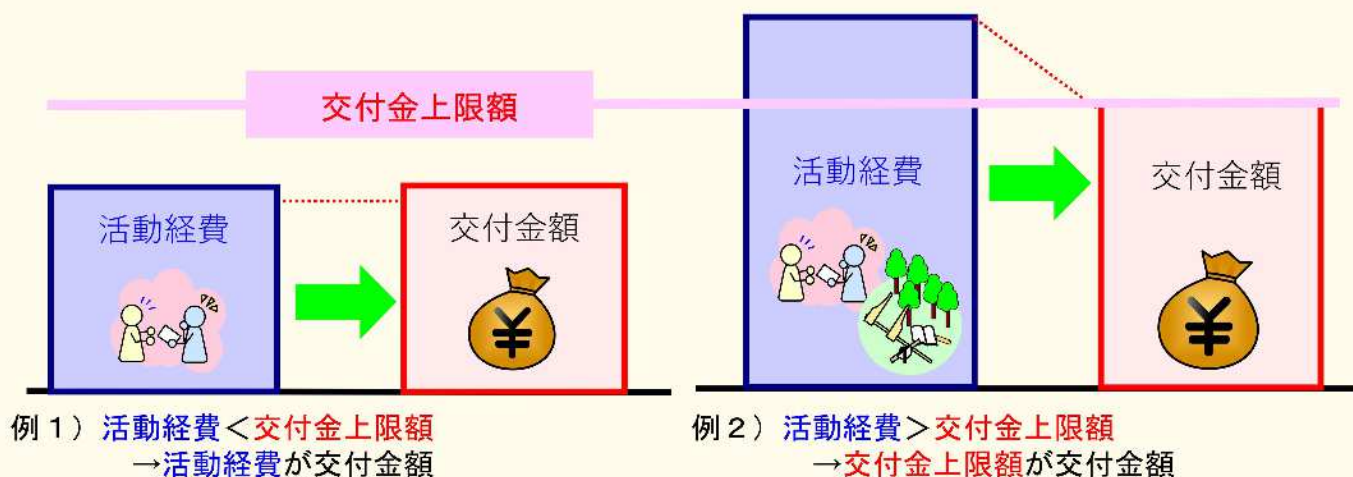 交付金上限額
活動経費
交付金額
¥
例1）活動経費＜交付金上限額
→活動経費が交付金額
活動経費
交付金額
¥
例2）活動経費＞交付金上限額
→交付金上限額が交付金額